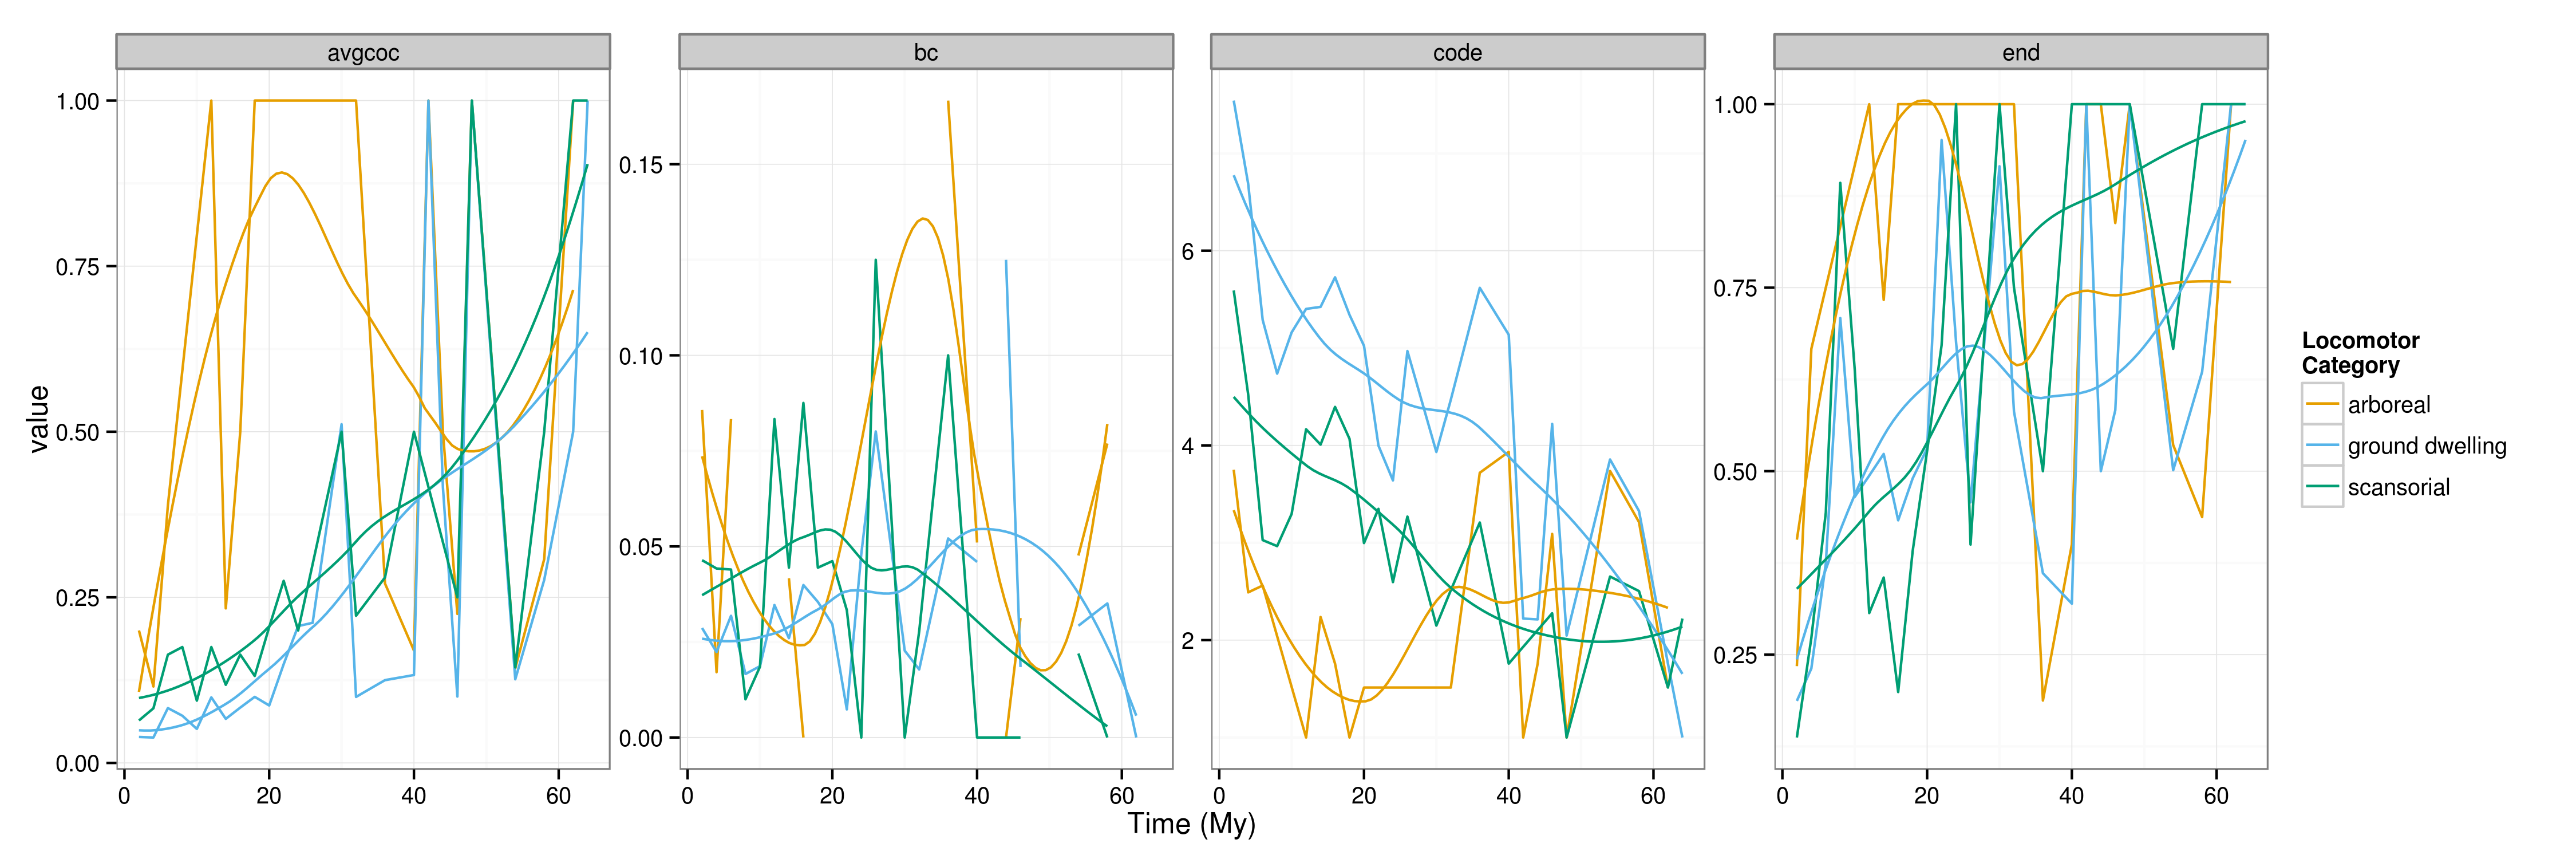 avgcoc
bc
code
end
value
1.00
0.75
0.50
0.25
0.00
0 20 40 60
0.15
0.10
0.05
0.00
0 20 40 60
6
4
2
0 20 40 60
1.00
0.75
0.50
0.25
0 20 40 60
Time (My)
Locomotor
Category
arboreal
ground dwelling
scansorial